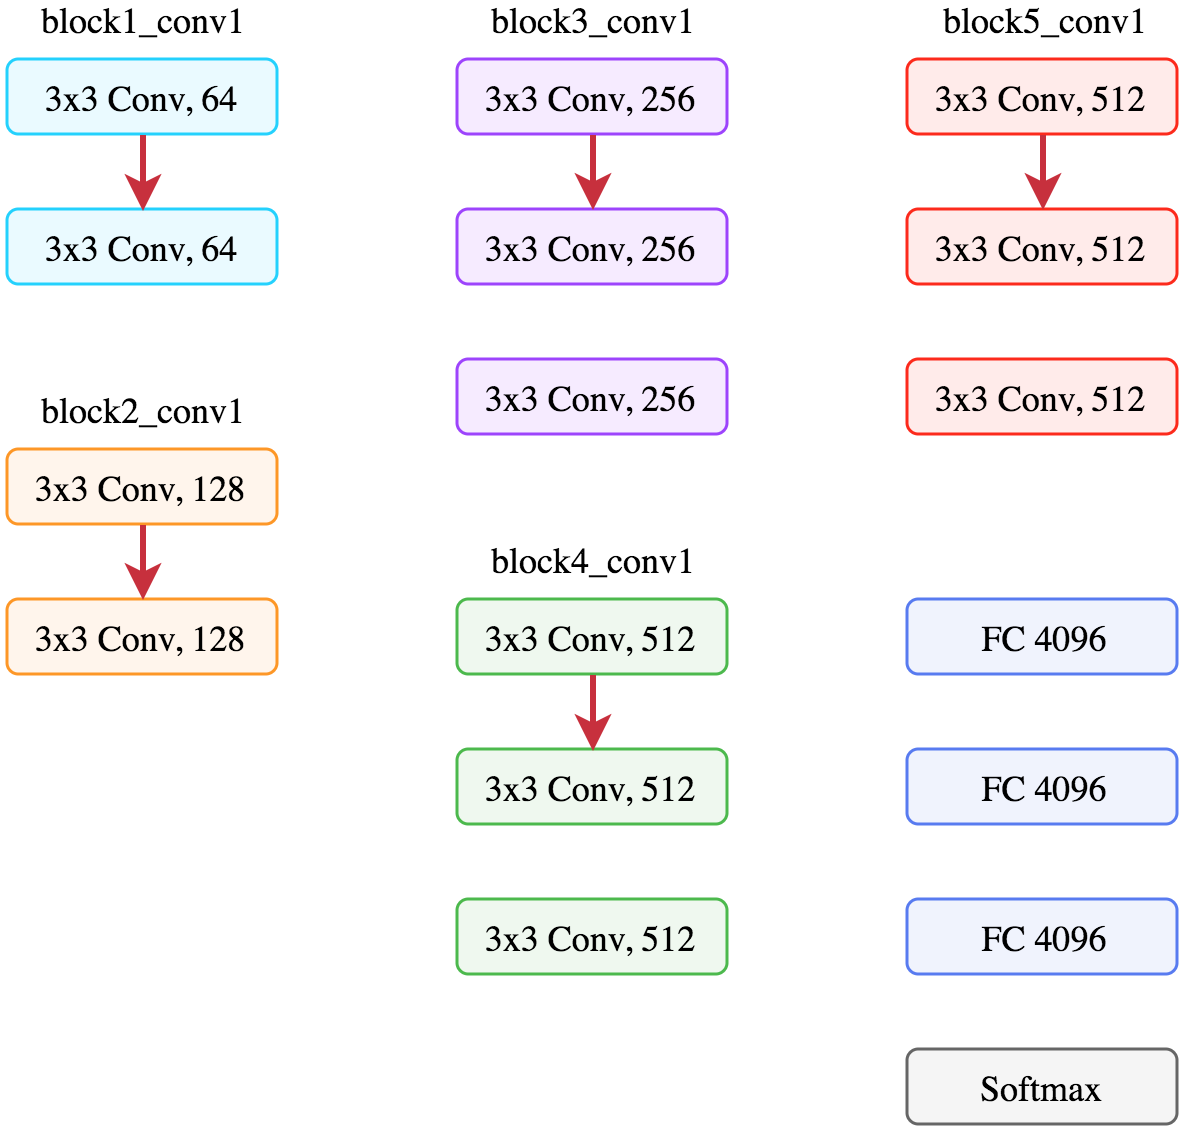 block1_conv1
3x3 Conv, 64
3x3 Conv, 64
block2_conv1
3x3 Conv, 128
3x3 Conv, 128
block3_conv1
3x3 Conv, 256
3x3 Conv, 256
3x3 Conv, 256
block4_conv1
3x3 Conv, 512
3x3 Conv, 512
3x3 Conv, 512
block5_conv1
3x3 Conv, 512
3x3 Conv, 512
3x3 Conv, 512
FC 4096
FC 4096
FC 4096
Softmax